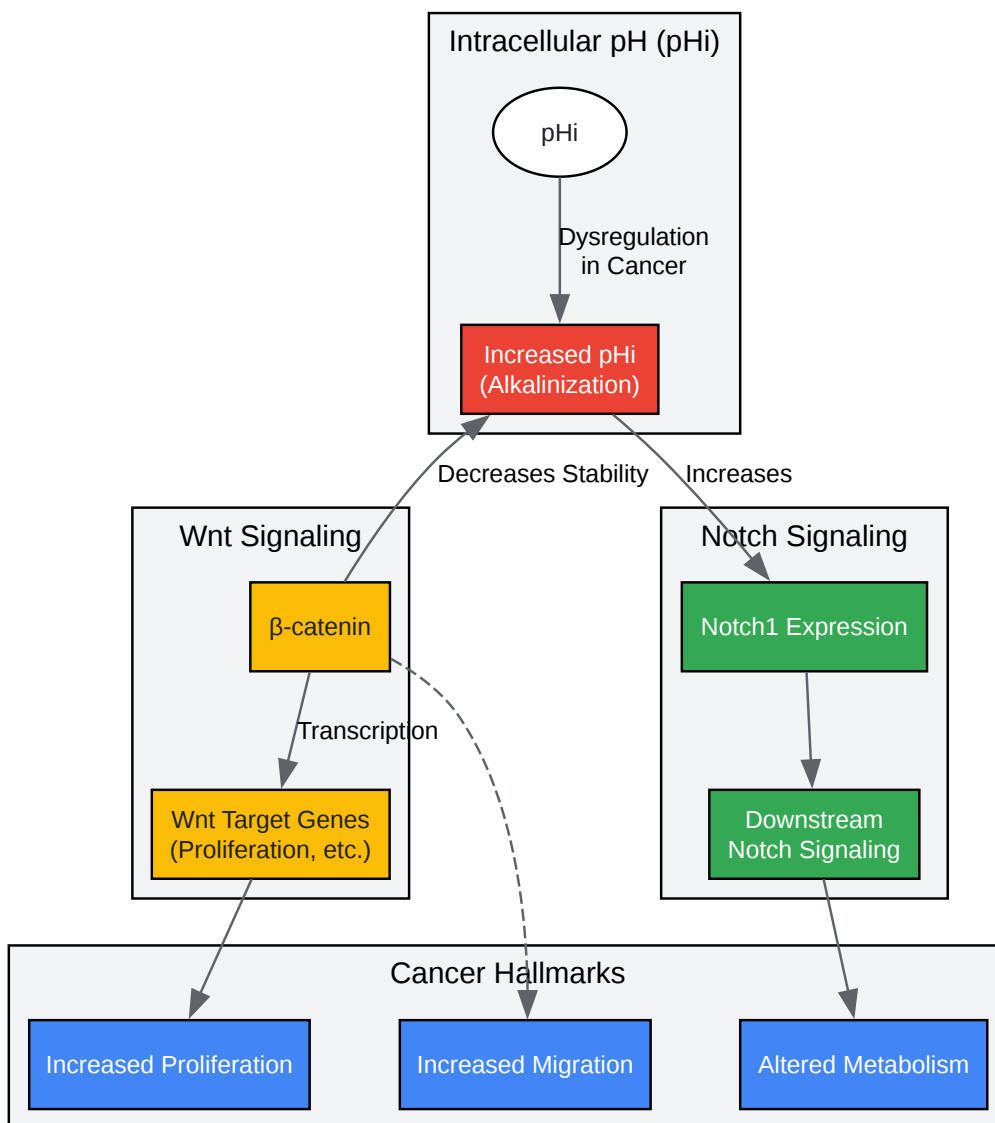 Intracellular pH (pHi)
pHi
Dysregulation
in Cancer
Increased pHi
(Alkalinization)
Decreases Stability
Increases
Wnt Signaling
Notch Signaling
β-catenin
Notch1 Expression
Transcription
Wnt Target Genes
(Proliferation, etc.)
Downstream
Notch Signaling
Cancer Hallmarks
Increased Proliferation
Increased Migration
Altered Metabolism